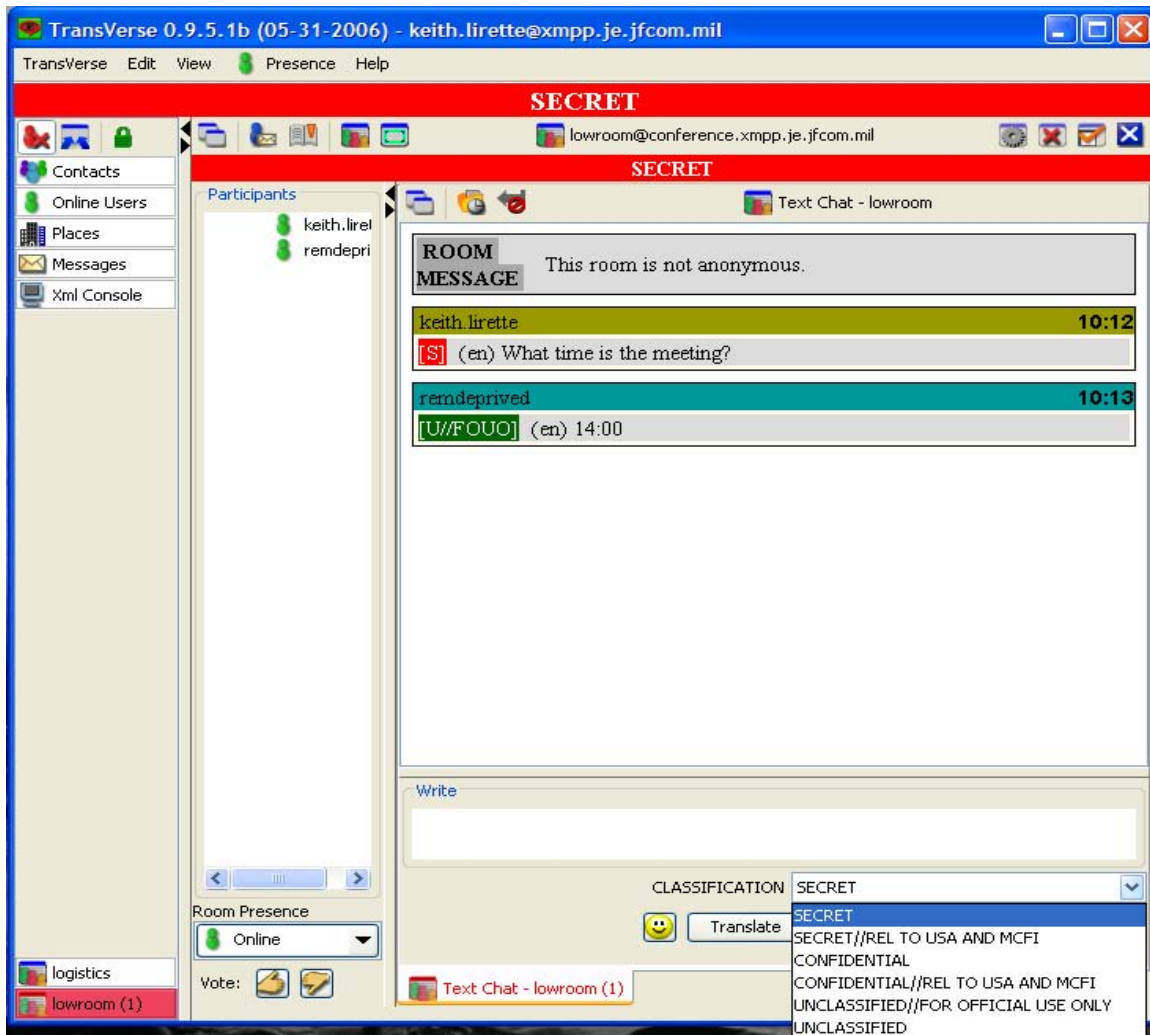 TransVerse 0.9.5.1b (05-31-2006) - keith.lirette@xmpp.je.jfcom.mil
TransVerse Edit View Presence Help
SECRET
lowroom@conference.xmpp.je.jfcom.mil
SECRET
Contacts
Online Users
Places
Messages
Xml Console
Participants
keith.liret
remdepri
Text Chat - lowroom
ROOM
MESSAGE
This room is not anonymous.
keith.lirette 10:12
[S] (en) What time is the meeting?
remdeprived 10:13
[U//FOUO] (en) 14:00
Write
CLASSIFICATION SECRET
SECRET
SECRET//REL TO USA AND MCFI
CONFIDENTIAL
CONFIDENTIAL//REL TO USA AND MCFI
UNCLASSIFIED//FOR OFFICIAL USE ONLY
UNCLASSIFIED
Translate
Room Presence
Online
Vote:
logistics
lowroom (1)
Text Chat - lowroom (1)